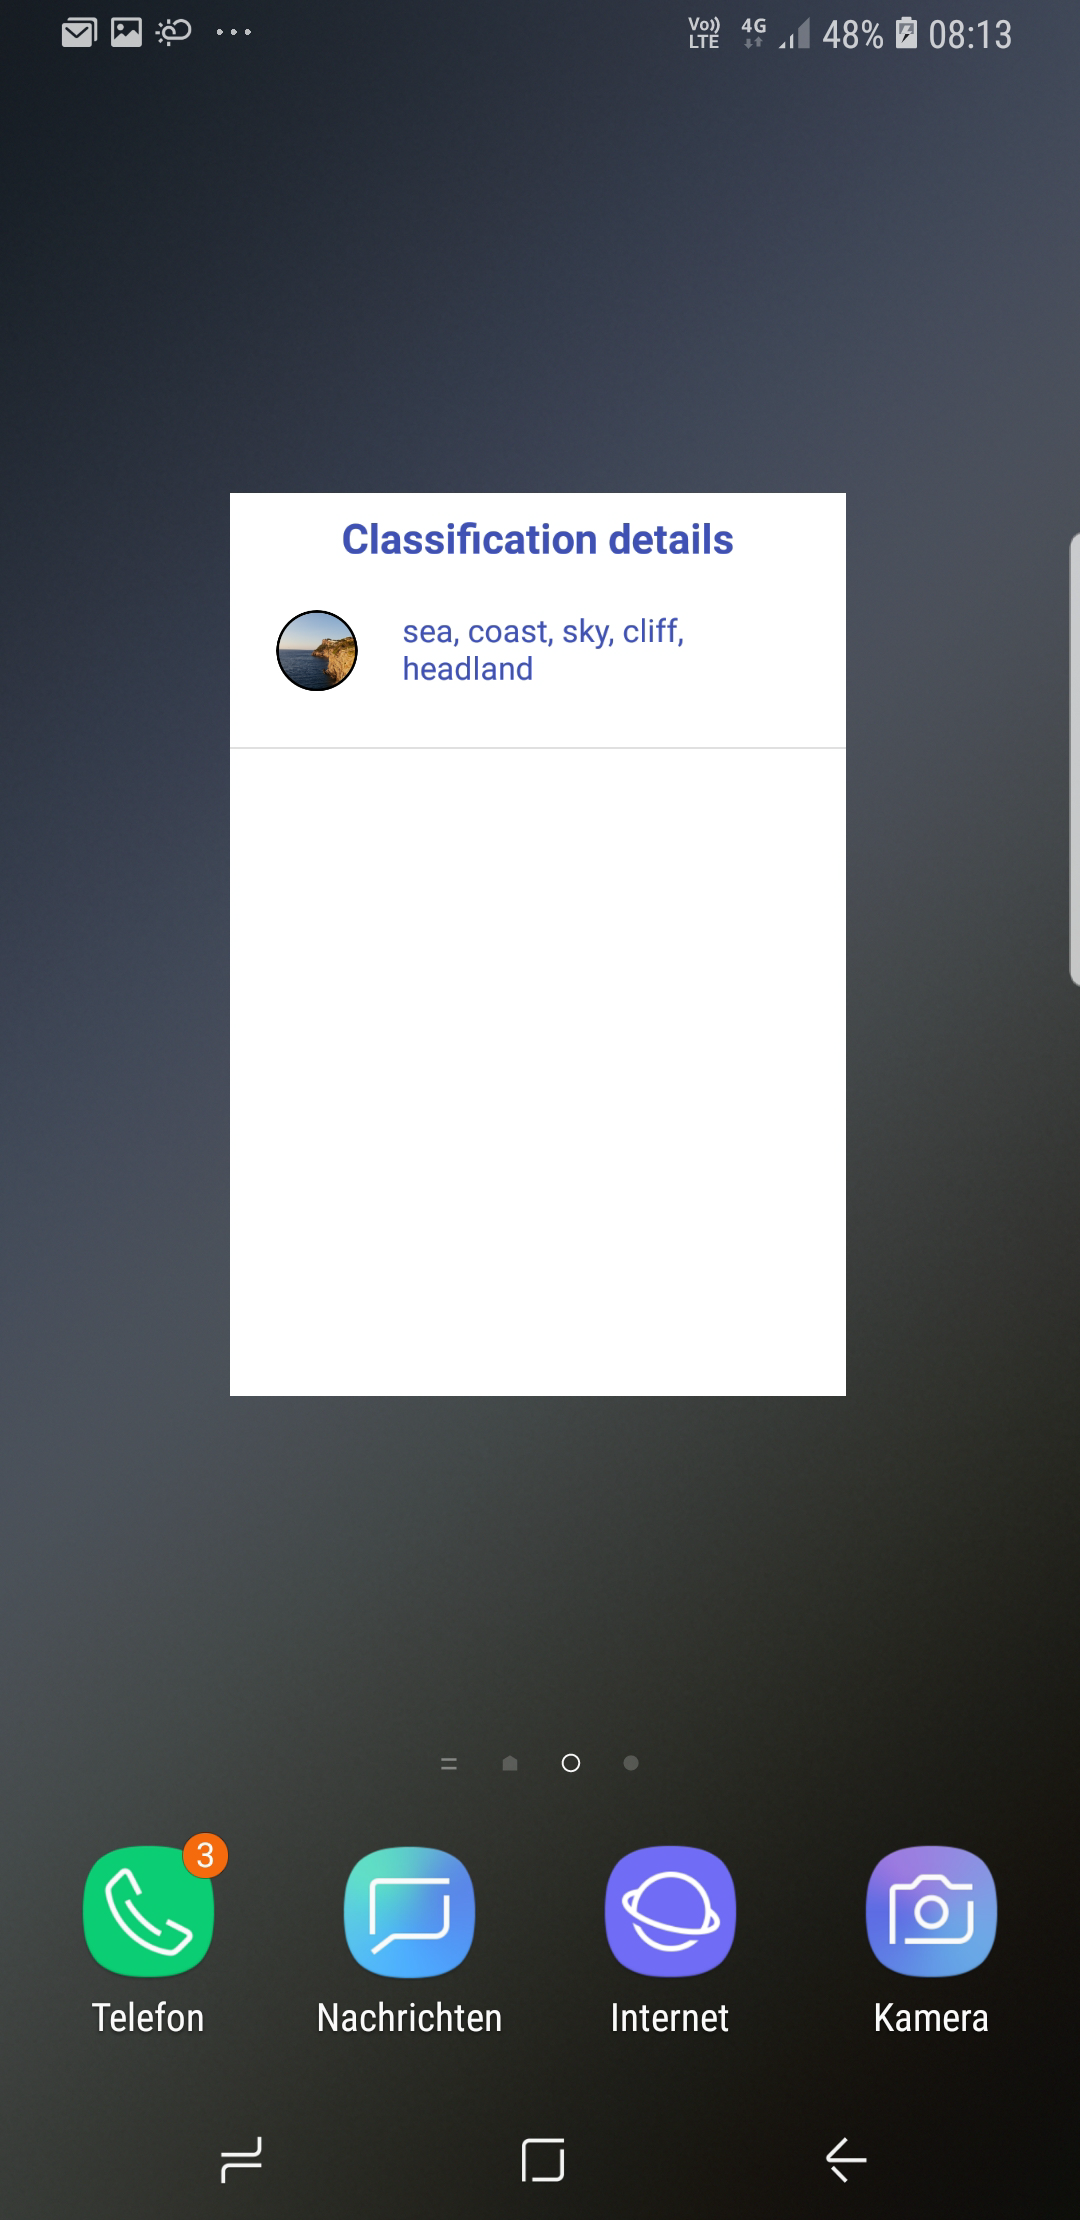 Vo)) LTE 4G 48% 08:13
Classification details
sea, coast, sky, cliff,
headland
3
Telefon Nachrichten Internet Kamera